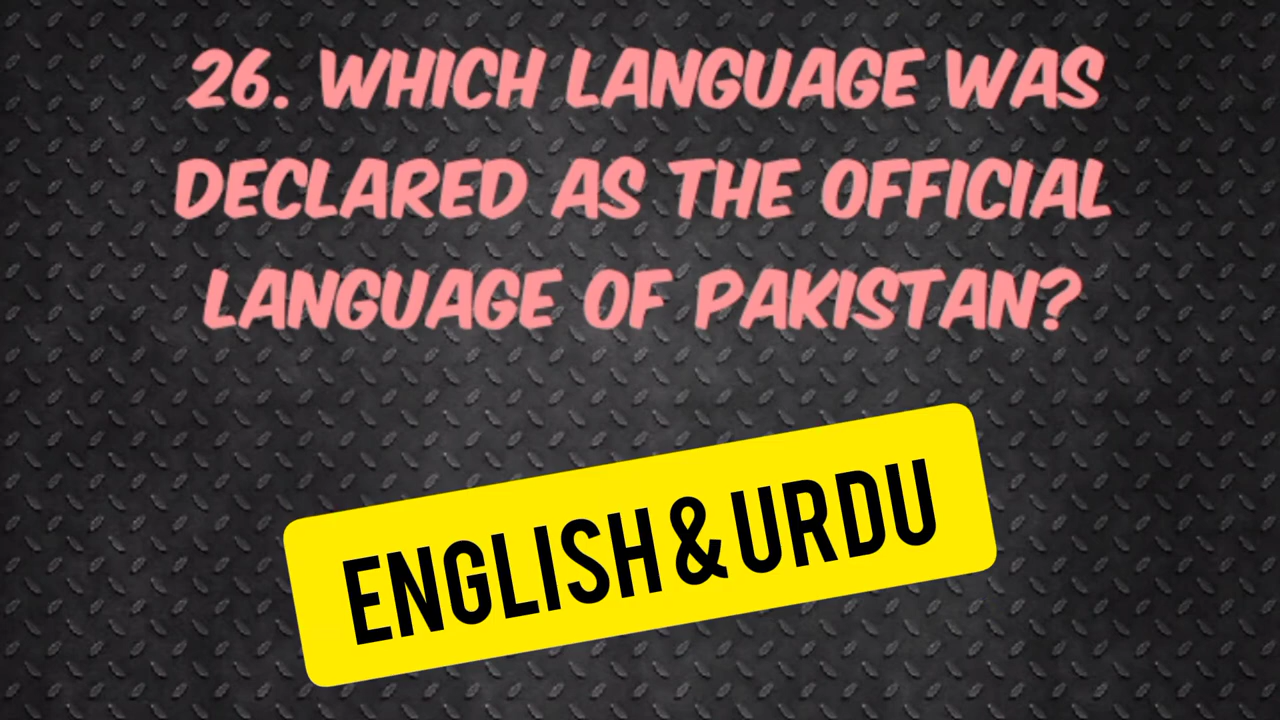 26. WHICH LANGUAGE WAS
DECLARED AS THE OFFICIAL
LANGUAGE OF PAKISTAN?
ENGLISH & URDU